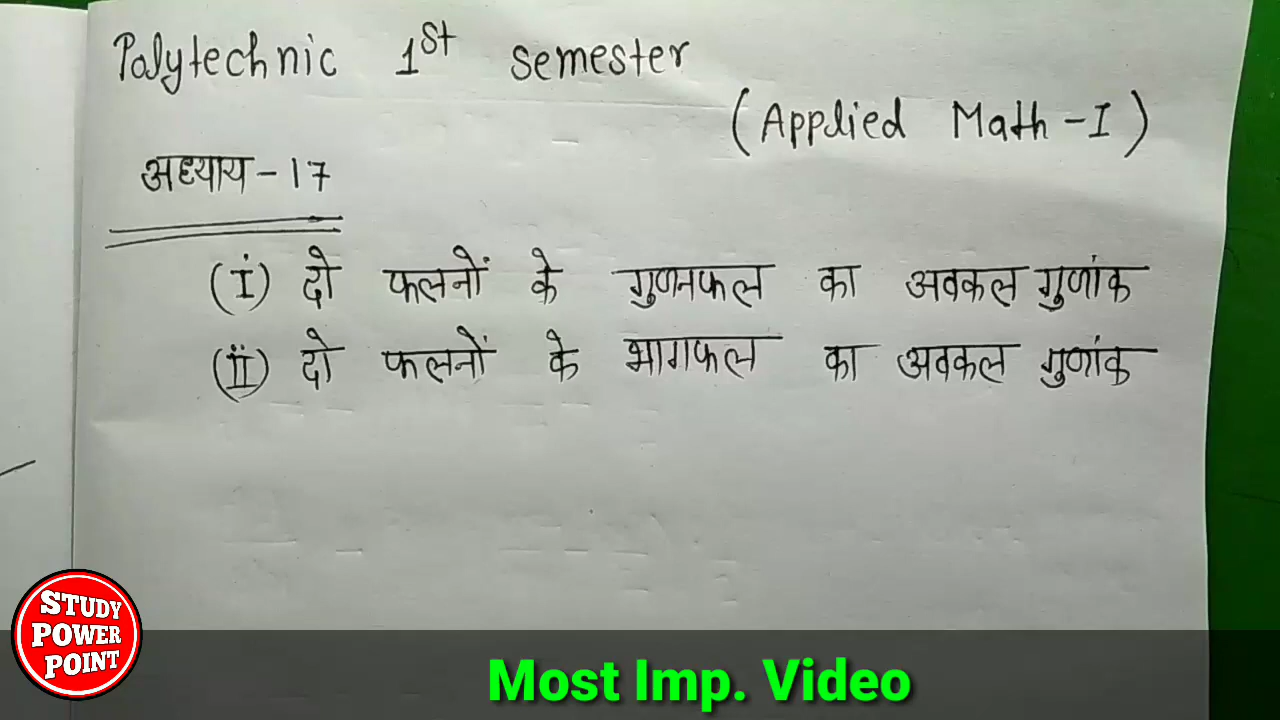 Polytechnic 1st semester
(Applied Math-I)
अध्याय-17
(i) दो फलनों के गुणनफल का अवकल गुणांक
(ii) दो फलनों के भागफल का अवकल गुणांक
STUDY
POWER
POINT
Most Imp. Video